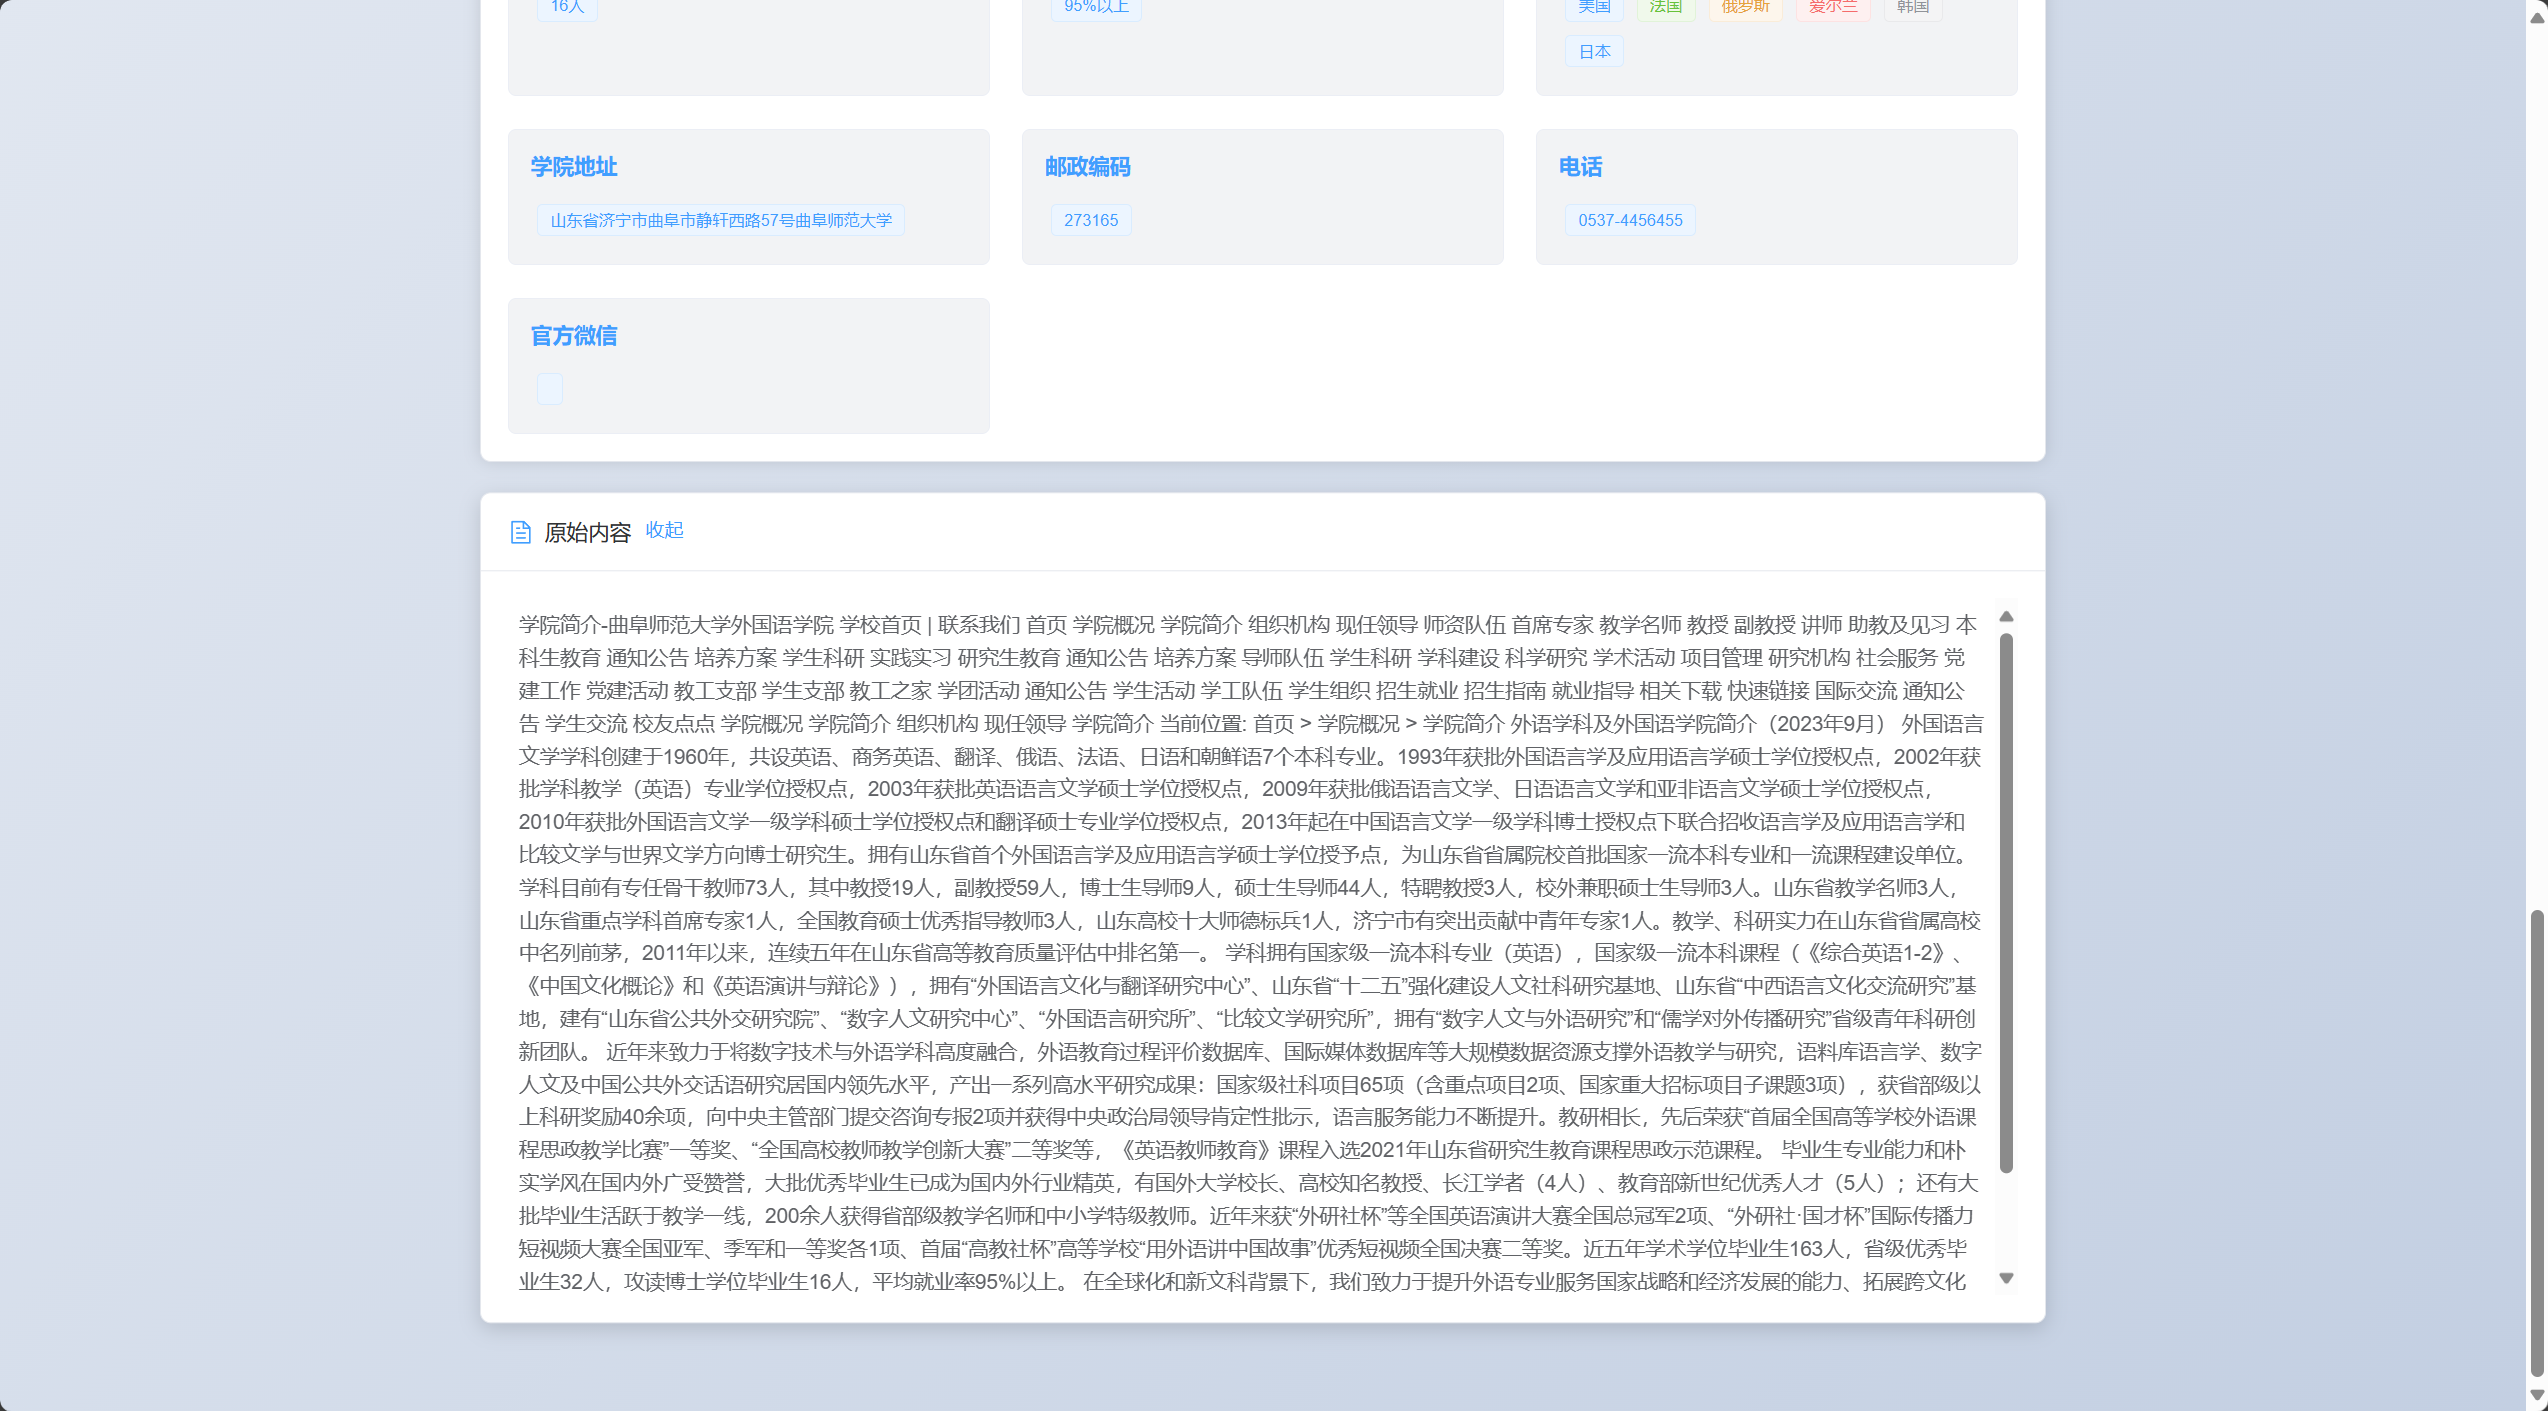 16人
95%以上
美国 法国 俄罗斯 爱尔兰 韩国
日本
学院地址
山东省济宁市曲阜市静轩西路57号曲阜师范大学
邮政编码
273165
电话
0537-4456455
官方微信
原始内容 收起
学院简介-曲阜师范大学外国语学院 学校首页 | 联系我们 首页 学院概况 学院简介 组织机构 现任领导 师资队伍 首席专家 教学名师 教授 副教授 讲师 助教及见习 本
科生教育 通知公告 培养方案 学生科研 实践实习 研究生教育 通知公告 培养方案 导师队伍 学生科研 学科建设 科学研究 学术活动 项目管理 研究机构 社会服务 党
建工作 党建活动 教工支部 学生支部 教工之家 学团活动 通知公告 学生活动 学工队伍 学生组织 招生就业 招生指南 就业指导 相关下载 快速链接 国际交流 通知公
告 学生交流 校友点点 学院概况 学院简介 组织机构 现任领导 学院简介 当前位置: 首页 > 学院概况 > 学院简介 外语学科及外国语学院简介（2023年9月） 外国语言
文学学科创建于1960年，共设英语、商务英语、翻译、俄语、法语、日语和朝鲜语7个本科专业。1993年获批外国语言学及应用语言学硕士学位授权点，2002年获
批学科教学（英语）专业学位授权点，2003年获批英语语言文学硕士学位授权点，2009年获批俄语语言文学、日语语言文学和亚非语言文学硕士学位授权点，
2010年获批外国语言文学一级学科硕士学位授权点和翻译硕士专业学位授权点，2013年起在中国语言文学一级学科博士授权点下联合招收语言学及应用语言学和
比较文学与世界文学方向博士研究生。拥有山东省首个外国语言学及应用语言学硕士学位授予点，为山东省省属院校首批国家一流本科专业和一流课程建设单位。
学科目前有专任骨干教师73人，其中教授19人，副教授59人，博士生导师9人，硕士生导师44人，特聘教授3人，校外兼职硕士生导师3人。山东省教学名师3人，
山东省重点学科首席专家1人，全国教育硕士优秀指导教师3人，山东高校十大师德标兵1人，济宁市有突出贡献中青年专家1人。教学、科研实力在山东省省属高校
中名列前茅，2011年以来，连续五年在山东省高等教育质量评估中排名第一。 学科拥有国家级一流本科专业（英语），国家级一流本科课程（《综合英语1-2》、
《中国文化概论》和《英语演讲与辩论》），拥有“外国语言文化与翻译研究中心”、山东省“十二五”强化建设人文社科研究基地、山东省“中西语言文化交流研究”基
地，建有“山东省公共外交研究院”、“数字人文研究中心”、“外国语言研究所”、“比较文学研究所”，拥有“数字人文与外语研究”和“儒学对外传播研究”省级青年科研创
新团队。 近年来致力于将数字技术与外语学科高度融合，外语教育过程评价数据库、国际媒体数据库等大规模数据资源支撑外语教学与研究，语料库语言学、数字
人文及中国公共外交话语研究居国内领先水平，产出一系列高水平研究成果：国家级社科项目65项（含重点项目2项、国家重大招标项目子课题3项），获省部级以
上科研奖励40余项，向中央主管部门提交咨询专报2项并获得中央政治局领导肯定性批示，语言服务能力不断提升。教研相长，先后荣获“首届全国高等学校外语课
程思政教学比赛”一等奖、“全国高校教师教学创新大赛”二等奖等，《英语教师教育》课程入选2021年山东省研究生教育课程思政示范课程。 毕业生专业能力和朴
实学风在国内外广受赞誉，大批优秀毕业生已成为国内外行业精英，有国外大学校长、高校知名教授、长江学者（4人）、教育部新世纪优秀人才（5人）；还有大
批毕业生活跃于教学一线，200余人获得省部级教学名师和中小学特级教师。近年来获“外研社杯”等全国英语演讲大赛全国总冠军2项、“外研社·国才杯”国际传播力
短视频大赛全国亚军、季军和一等奖各1项、首届“高教社杯”高等学校“用外语讲中国故事”优秀短视频全国决赛二等奖。近五年学术学位毕业生163人，省级优秀毕
业生32人，攻读博士学位毕业生16人，平均就业率95%以上。 在全球化和新文科背景下，我们致力于提升外语专业服务国家战略和经济发展的能力、拓展跨文化